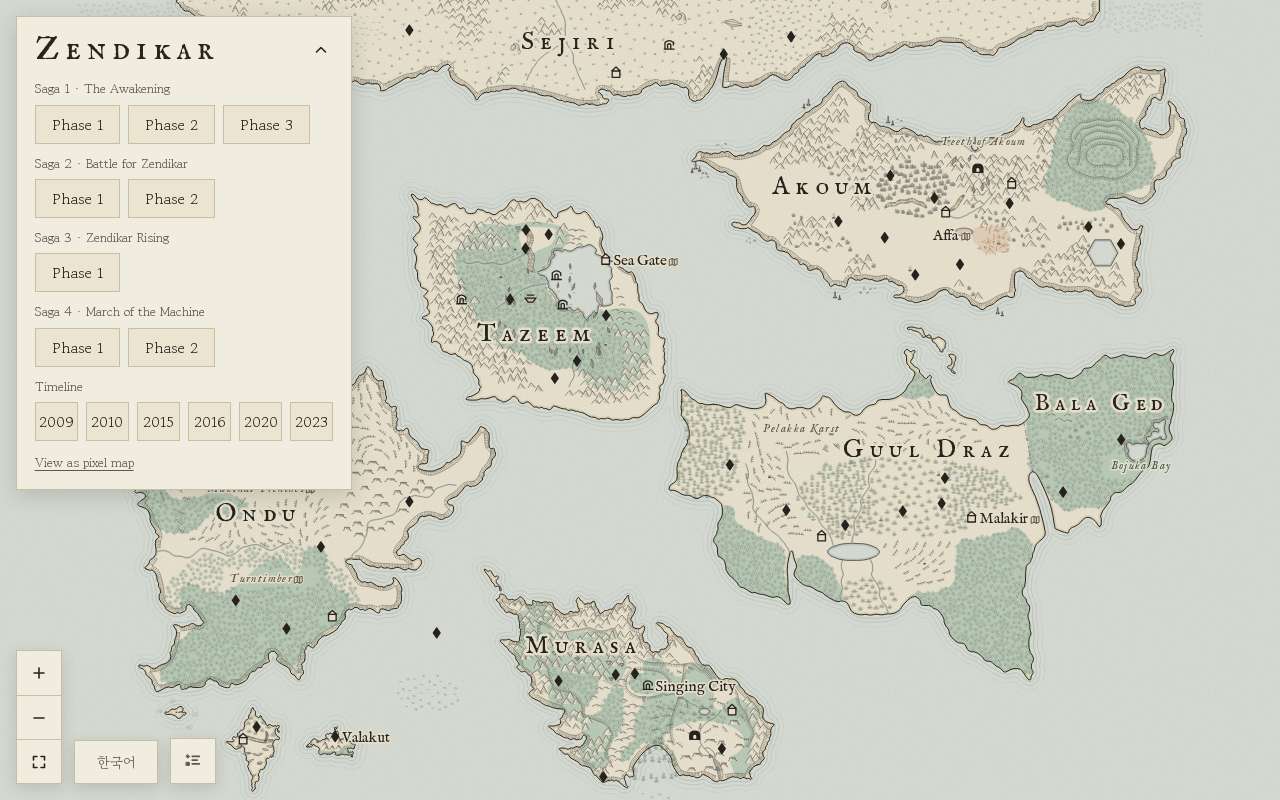 Zendikar
Saga 1 · The Awakening
Phase 1
Phase 2
Phase 3
Saga 2 · Battle for Zendikar
Phase 1
Phase 2
Saga 3 · Zendikar Rising
Phase 1
Saga 4 · March of the Machine
Phase 1
Phase 2
Timeline
2009
2010
2015
2016
2020
2023
View as pixel map
Sejiri
Teeth of Akoum
Akoum
Affa
Sea Gate
Tazeem
Bala Ged
Pelakka Karst
Guul Draz
Bojuka Bay
Malakir
Ondu
Turntimber
Murasa
Singing City
Valakut
+
−
한국어